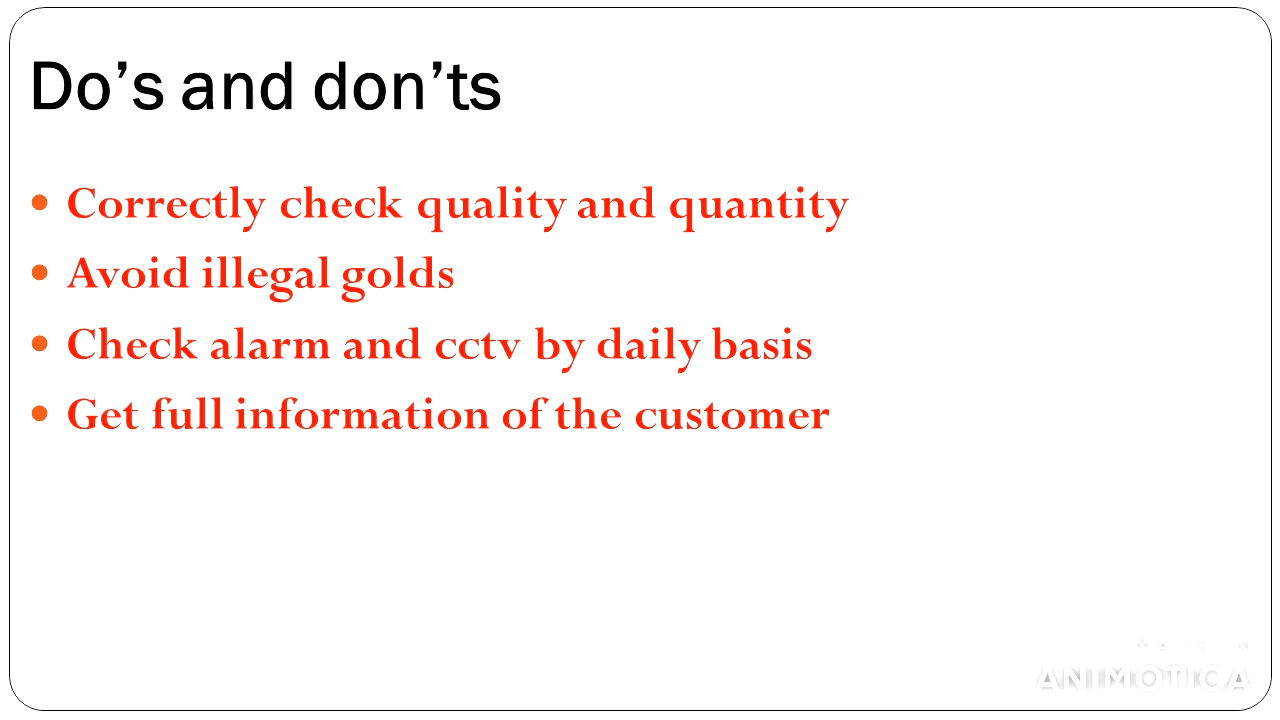 Do’s and don’ts
Correctly check quality and quantity
Avoid illegal golds
Check alarm and cctv by daily basis
Get full information of the customer
ANIMOTICA